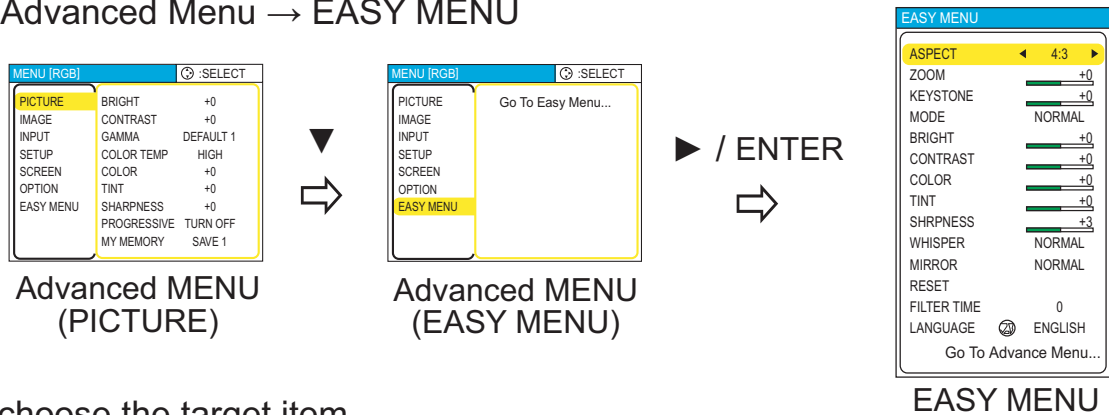 Advanced Menu → EASY MENU
MENU [RGB] :SELECT
PICTURE BRIGHT +0
IMAGE CONTRAST +0
INPUT GAMMA DEFAULT 1
SETUP COLOR TEMP HIGH
SCREEN COLOR +0
OPTION TINT +0
EASY MENU SHARPNESS +0
PROGRESSIVE TURN OFF
MY MEMORY SAVE 1
Advanced MENU
(PICTURE)
▼
⇨
MENU [RGB] :SELECT
PICTURE Go To Easy Menu...
IMAGE
INPUT
SETUP
SCREEN
OPTION
EASY MENU
Advanced MENU
(EASY MENU)
► / ENTER
⇨
EASY MENU
ASPECT ◄ 4:3 ►
ZOOM +0
KEYSTONE +0
MODE NORMAL
BRIGHT +0
CONTRAST +0
COLOR +0
TINT +0
SHRPNESS +3
WHISPER NORMAL
MIRROR NORMAL
RESET
FILTER TIME 0
LANGUAGE ENGLISH
Go To Advance Menu...
EASY MENU
choose the target item